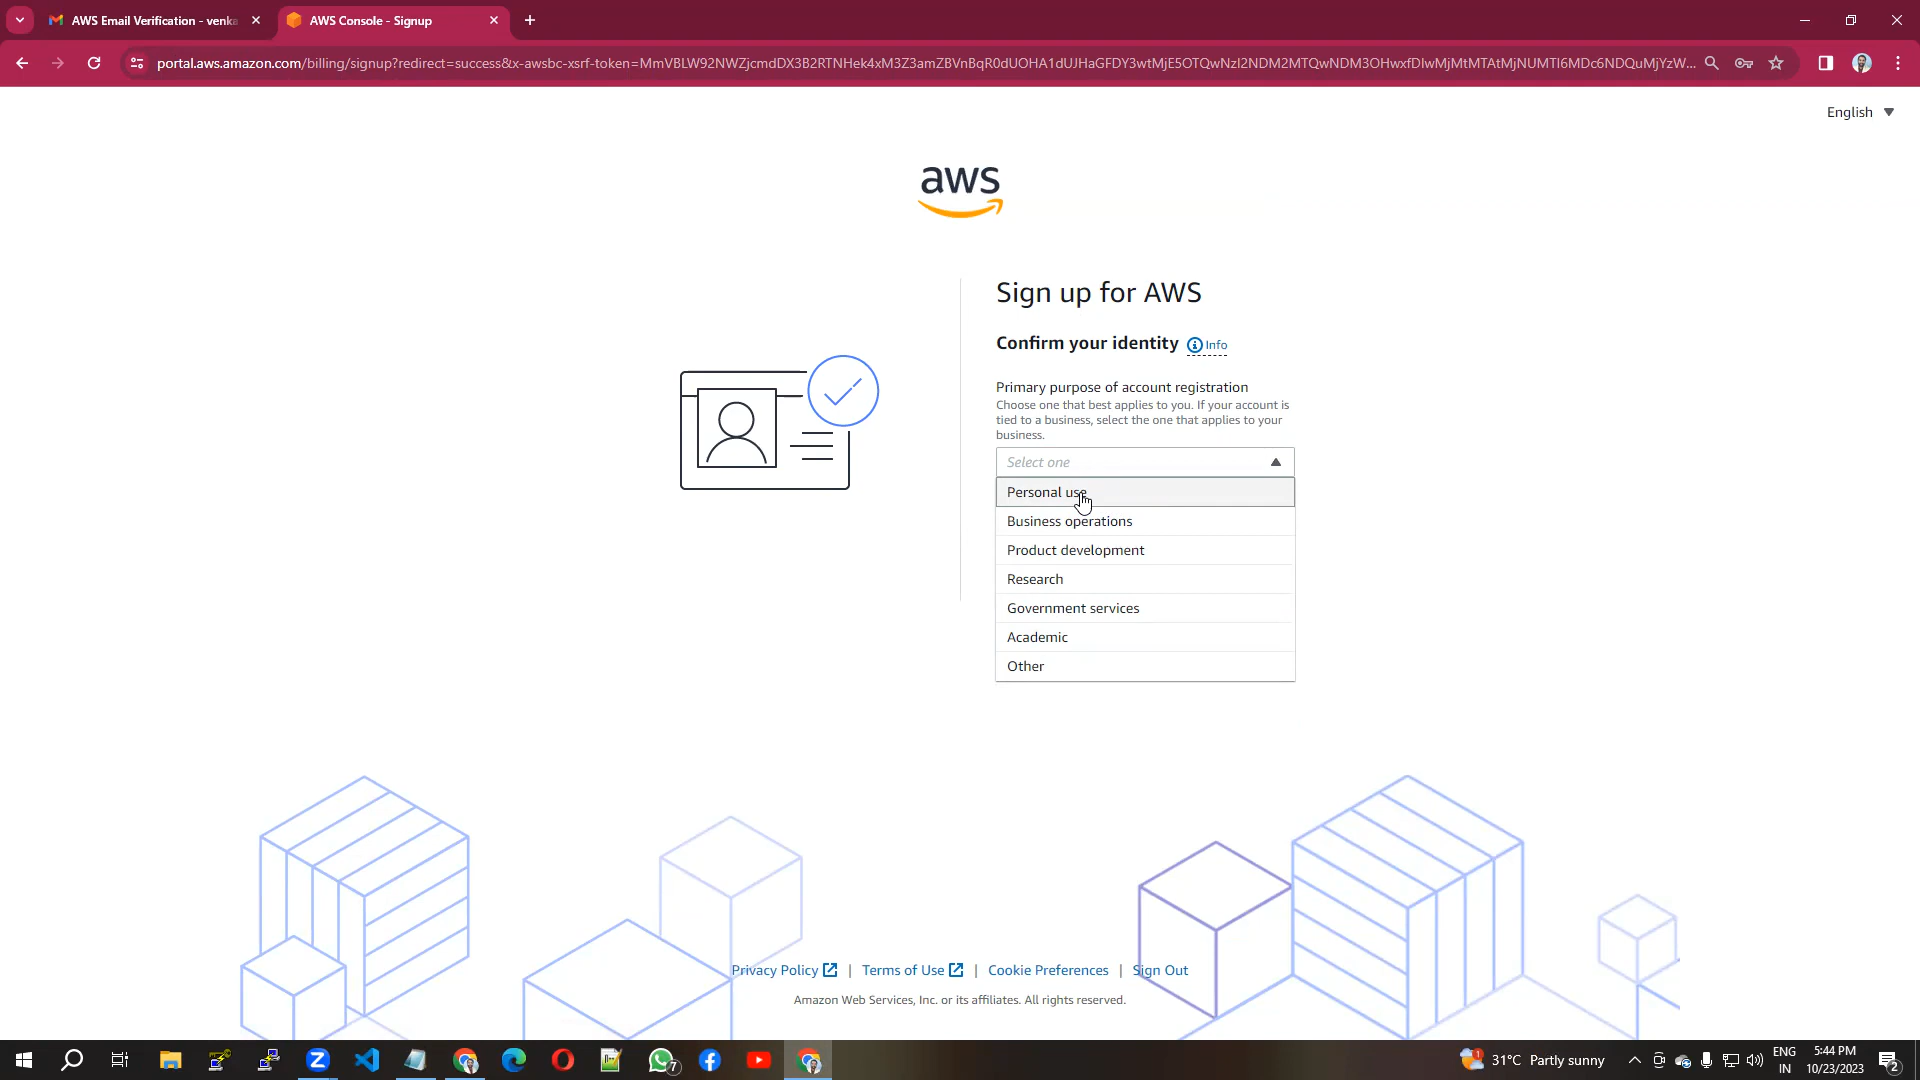 AWS Email Verification - venka
AWS Console - Signup
portal.aws.amazon.com/billing/signup?redirect=success&x-awsbc-xsrf-token=
English
aws
Sign up for AWS
Confirm your identity Info
Primary purpose of account registration
Choose one that best applies to you. If your account is
tied to a business, select the one that applies to your
business.
Select one
Personal use
Business operations
Product development
Research
Government services
Academic
Other
Privacy Policy | Terms of Use | Cookie Preferences | Sign Out
Amazon Web Services, Inc. or its affiliates. All rights reserved.
7
1
31°C Partly sunny
ENG
IN
5:44 PM
10/23/2023
2